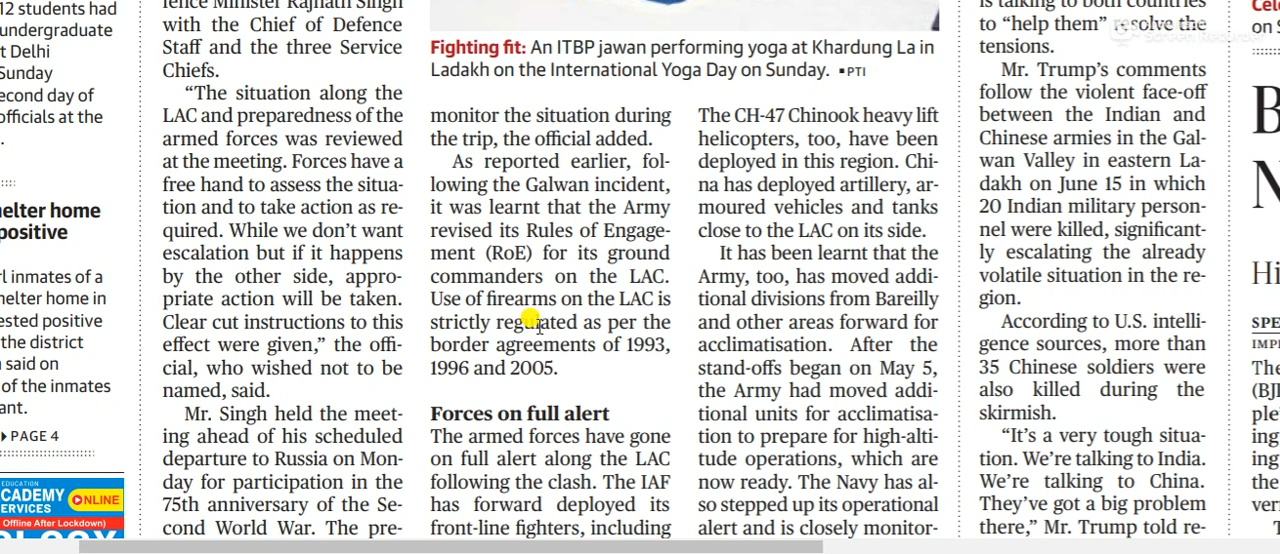 12 students had
undergraduate
t Delhi
Sunday
econd day of
officials at the
.
helter home
positive
rl inmates of a
helter home in
ested positive
the district
a said on
of the inmates
ant.
PAGE 4
EDUCATION
CADEMY
ERVICES
ONLINE
(Offline After Lockdown)
fence Minister Rajnath Singh
with the Chief of Defence
Staff and the three Service
Chiefs.
“The situation along the
LAC and preparedness of the
armed forces was reviewed
at the meeting. Forces have a
free hand to assess the situa-
tion and to take action as re-
quired. While we don’t want
escalation but if it happens
by the other side, appro-
priate action will be taken.
Clear cut instructions to this
effect were given,” the offi-
cial, who wished not to be
named, said.
Mr. Singh held the meet-
ing ahead of his scheduled
departure to Russia on Mon-
day for participation in the
75th anniversary of the Se-
cond World War. The pre-
Fighting fit: An ITBP jawan performing yoga at Khardung La in
Ladakh on the International Yoga Day on Sunday. ▪PTI
monitor the situation during
the trip, the official added.
As reported earlier, fol-
lowing the Galwan incident,
it was learnt that the Army
revised its Rules of Engage-
ment (RoE) for its ground
commanders on the LAC.
Use of firearms on the LAC is
strictly regulated as per the
border agreements of 1993,
1996 and 2005.
Forces on full alert
The armed forces have gone
on full alert along the LAC
following the clash. The IAF
has forward deployed its
front-line fighters, including
The CH-47 Chinook heavy lift
helicopters, too, have been
deployed in this region. Chi-
na has deployed artillery, ar-
moured vehicles and tanks
close to the LAC on its side.
It has been learnt that the
Army, too, has moved addi-
tional divisions from Bareilly
and other areas forward for
acclimatisation. After the
stand-offs began on May 5,
the Army had moved addi-
tional units for acclimatisa-
tion to prepare for high-alti-
tude operations, which are
now ready. The Navy has al-
so stepped up its operational
alert and is closely monitor-
is talking to both countries
to “help them” resolve the
tensions.
Mr. Trump’s comments
follow the violent face-off
between the Indian and
Chinese armies in the Gal-
wan Valley in eastern La-
dakh on June 15 in which
20 Indian military person-
nel were killed, significant-
ly escalating the already
volatile situation in the re-
gion.
According to U.S. intelli-
gence sources, more than
35 Chinese soldiers were
also killed during the
skirmish.
“It’s a very tough situa-
tion. We’re talking to India.
We’re talking to China.
They’ve got a big problem
there,” Mr. Trump told re-
Screen Recorder
Cele
on S
B
N
Hi
SPE
IMPH
The
(BJI
ple'
ing
ing
the
ver
T